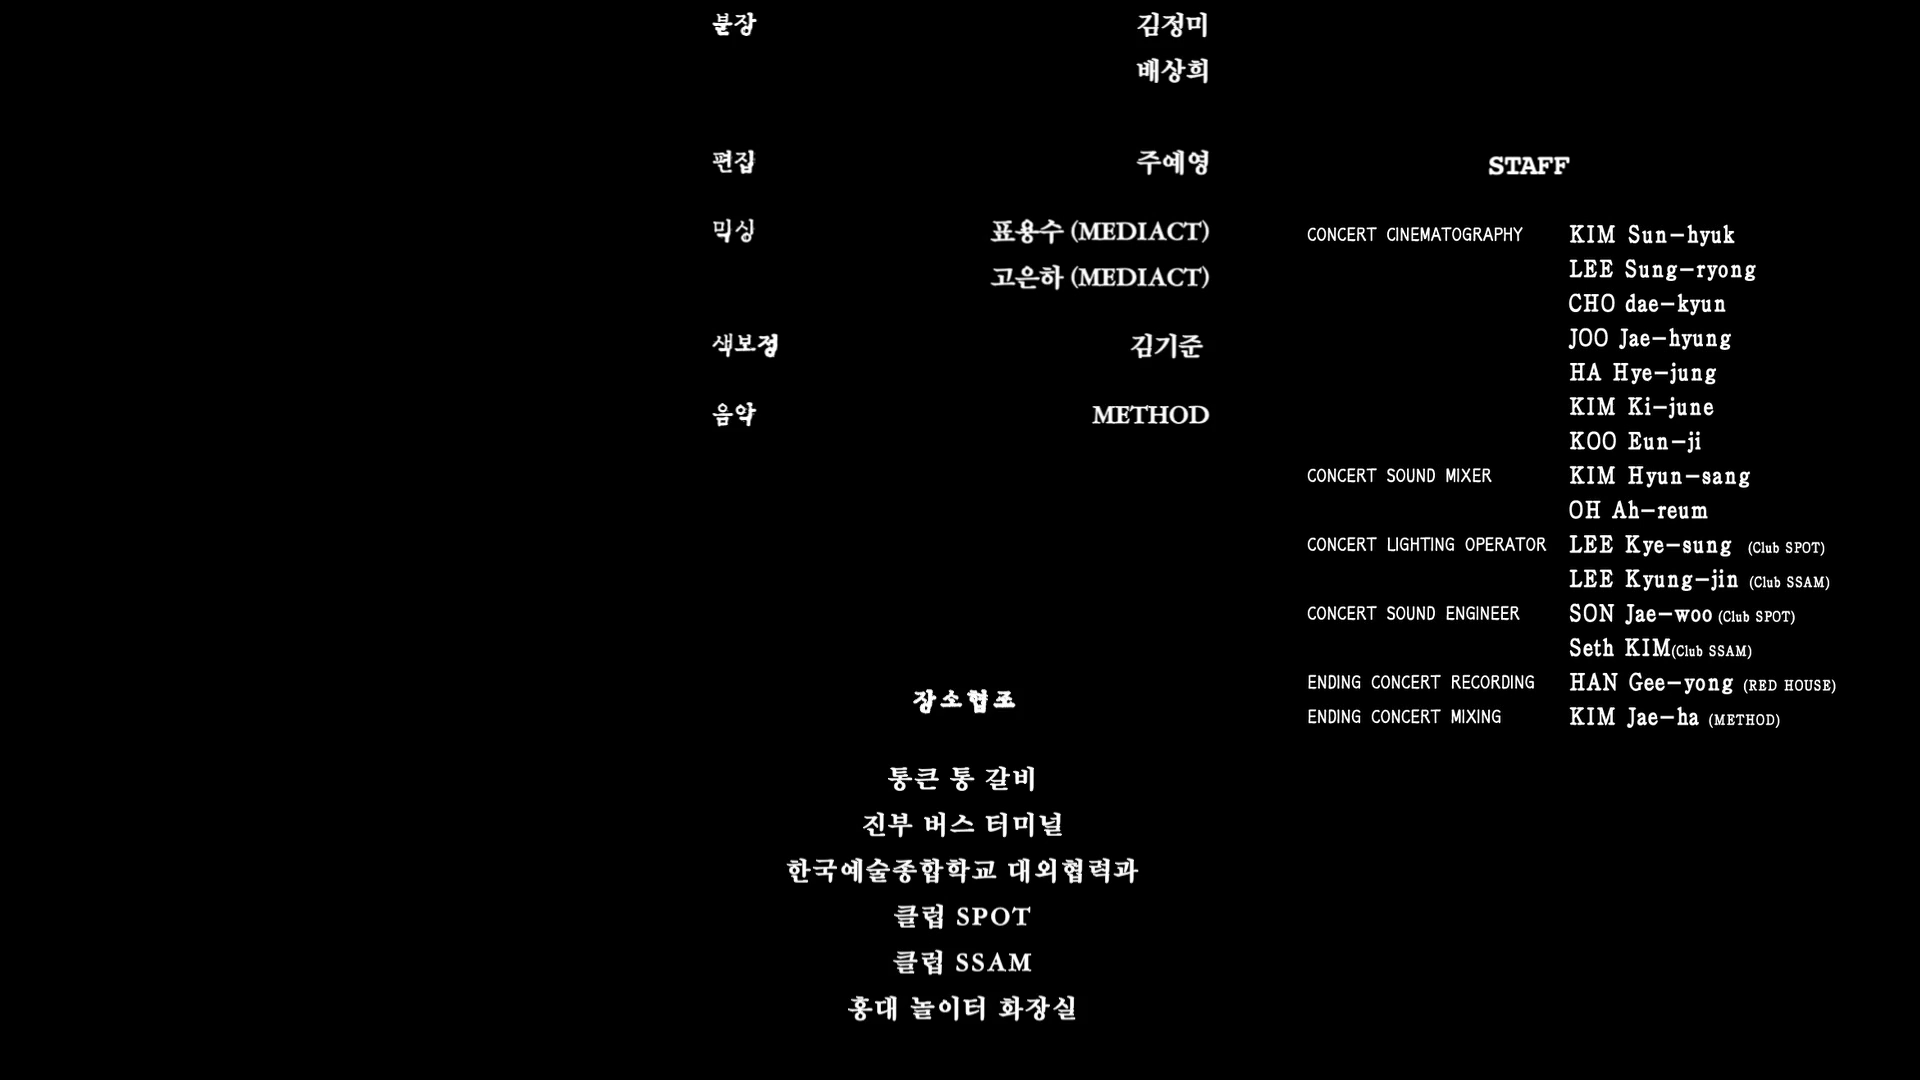 분장 김정미
배상희
편집 주예영
믹싱 표용수 (MEDIACT)
고은하 (MEDIACT)
색보정 김기준
음악 METHOD
장소협조
통큰 통 갈비
진부 버스 터미널
한국예술종합학교 대외협력과
클럽 SPOT
클럽 SSAM
홍대 놀이터 화장실
STAFF
CONCERT CINEMATOGRAPHY KIM Sun-hyuk
LEE Sung-ryong
CHO dae-kyun
JOO Jae-hyung
HA Hye-jung
KIM Ki-june
KOO Eun-ji
CONCERT SOUND MIXER KIM Hyun-sang
OH Ah-reum
CONCERT LIGHTING OPERATOR LEE Kye-sung (Club SPOT)
LEE Kyung-jin (Club SSAM)
CONCERT SOUND ENGINEER SON Jae-woo (Club SPOT)
Seth KIM(Club SSAM)
ENDING CONCERT RECORDING HAN Gee-yong (RED HOUSE)
ENDING CONCERT MIXING KIM Jae-ha (METHOD)